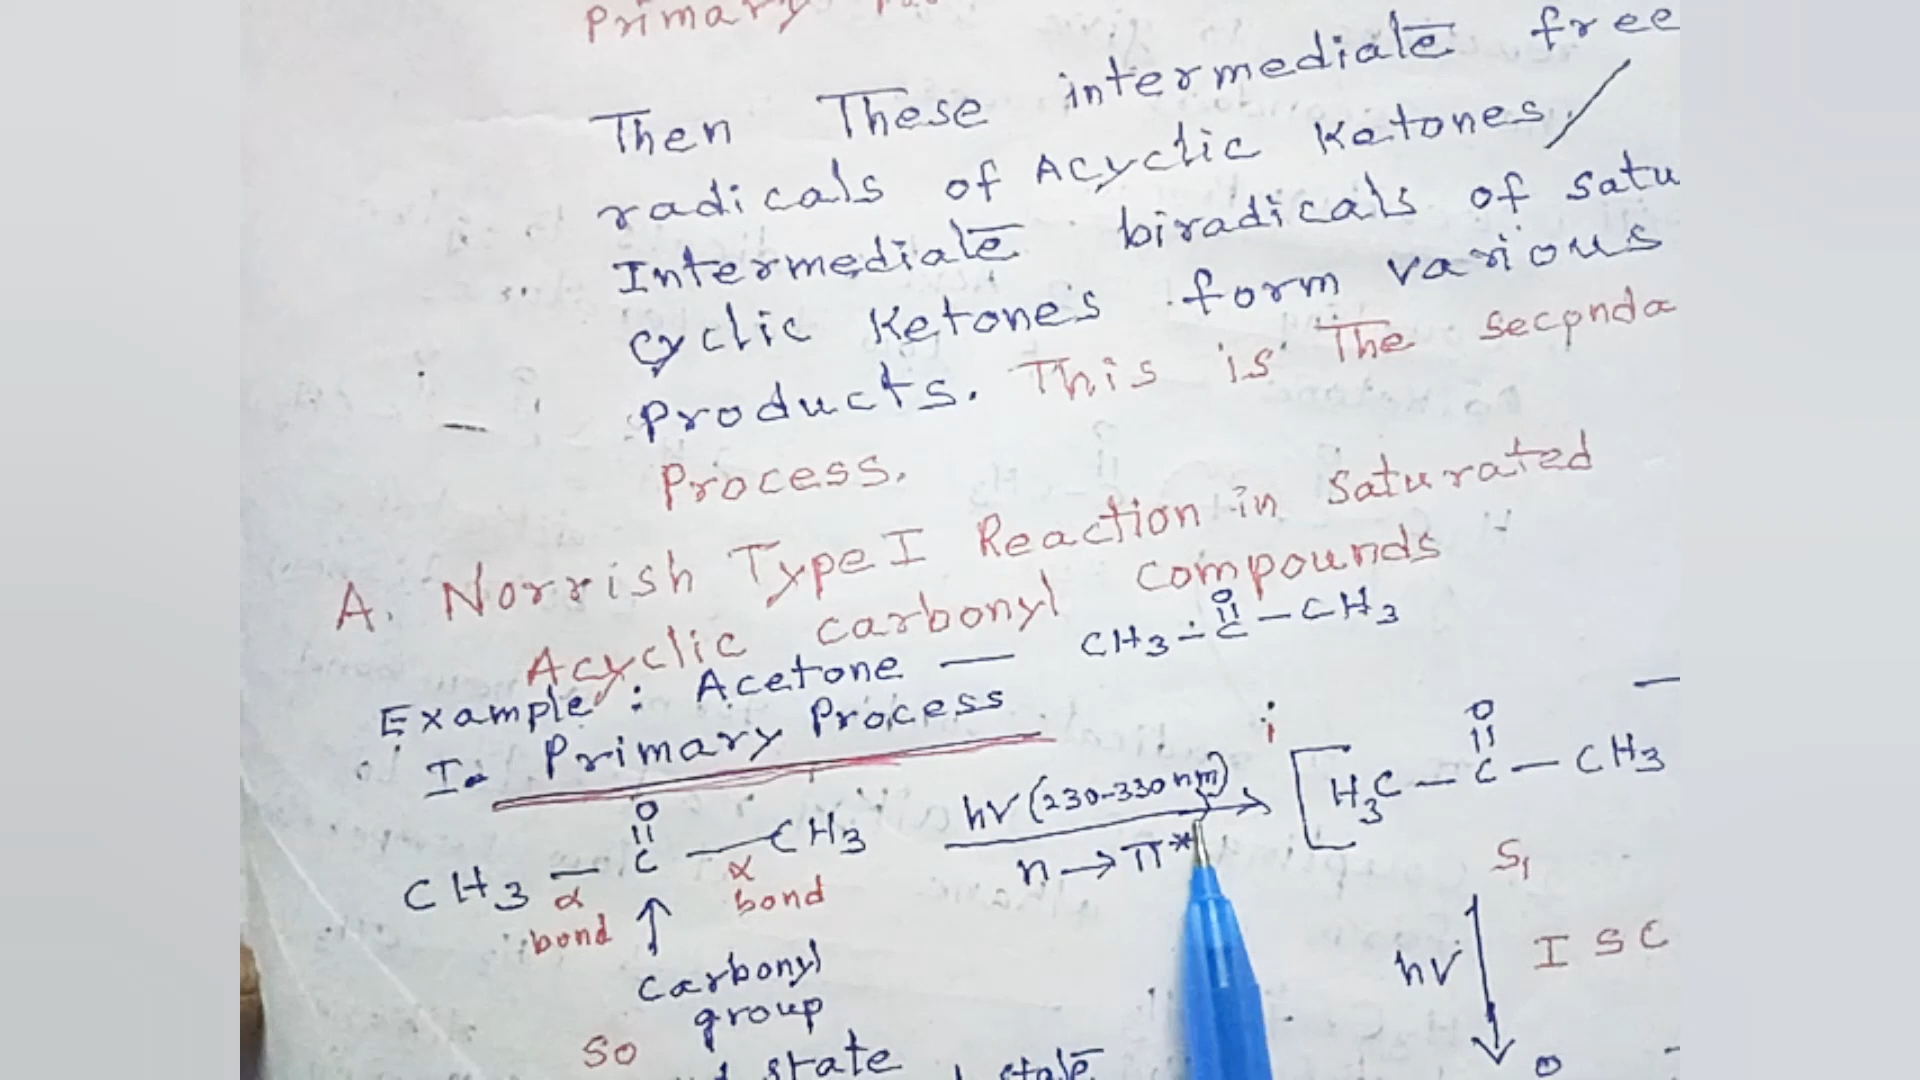 Primary
Then These intermediate free
radicals of Acyclic Ketones/
Intermediate biradicals of satu
cyclic Ketones form various
Products. This is The seconda
Process.
A. Norrish Type I Reaction in saturated
Acyclic carbonyl compounds
Example: Acetone — CH3-C-CH3
O
I. Primary Process
O
CH3 — C — CH3
α bond
α bond
hν (230-330 nm)
n → π*
[H3C — C — CH3
O
S1
↑
carbonyl
group
hν ISC
So
state
state
O